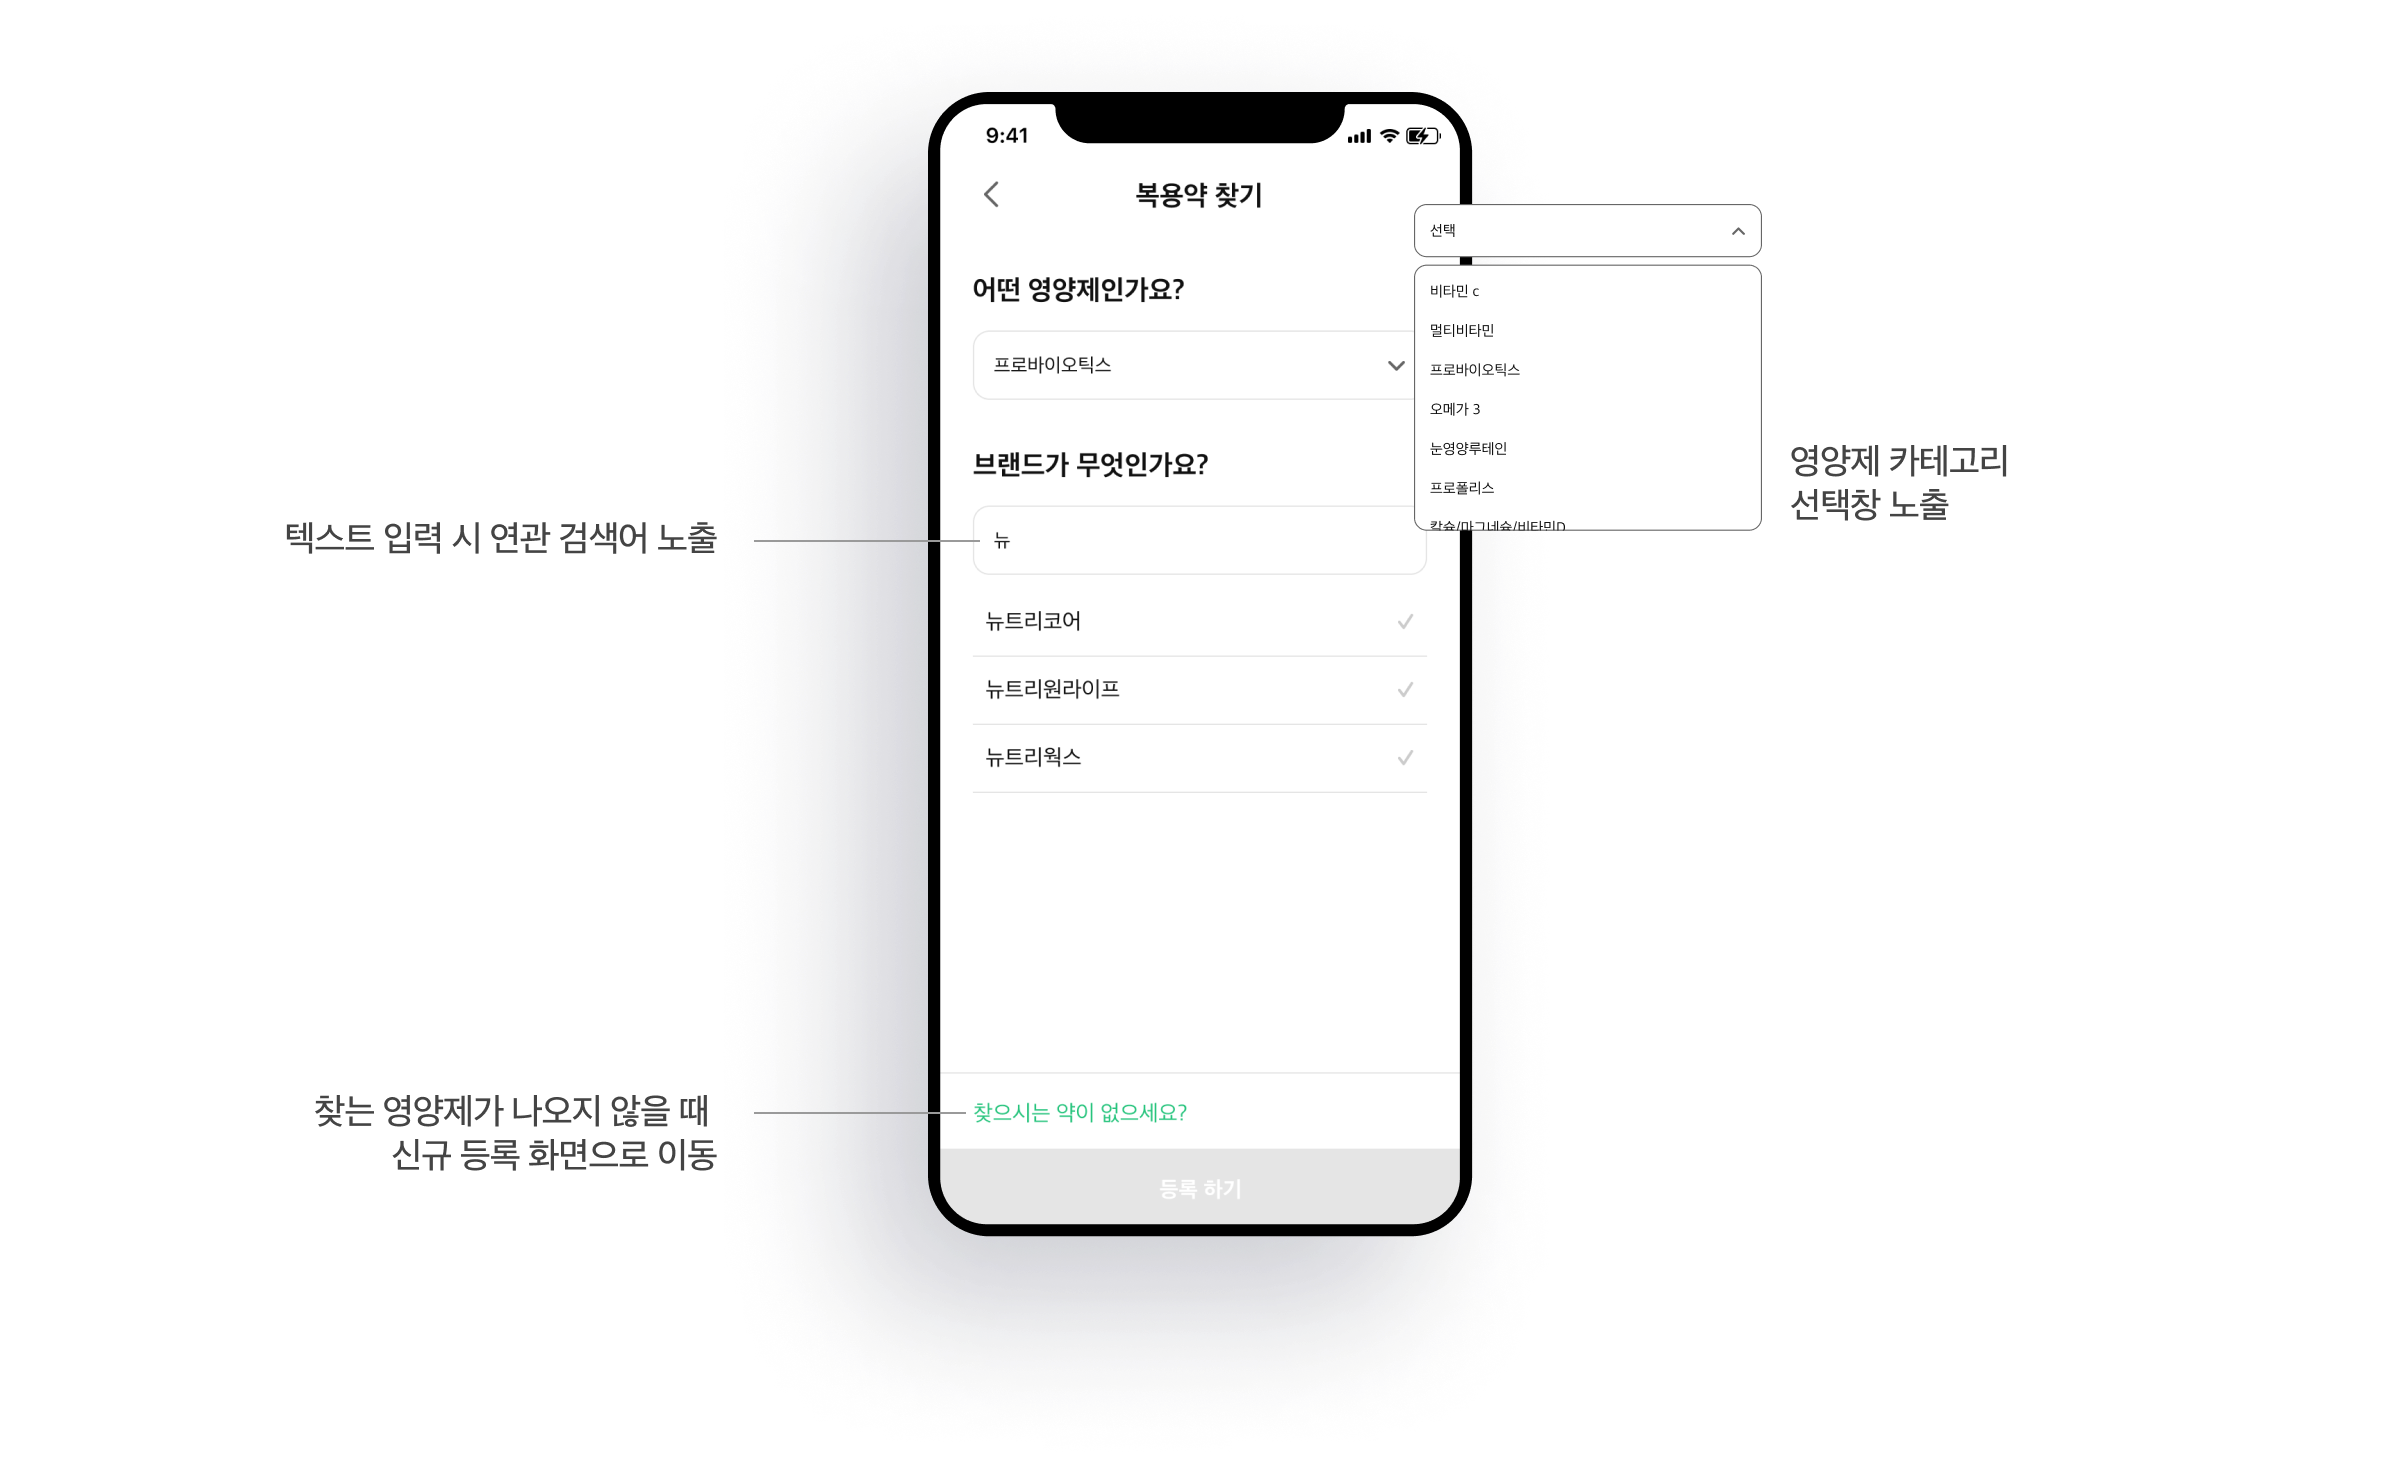 9:41
복용약 찾기
어떤 영양제인가요?
프로바이오틱스
브랜드가 무엇인가요?
뉴
뉴트리코어
뉴트리원라이프
뉴트리웍스
찾으시는 약이 없으세요?
등록 하기
선택
비타민 c
멀티비타민
프로바이오틱스
오메가 3
눈영양루테인
프로폴리스
칼슘/마그네슘/비타민D
영양제 카테고리
선택창 노출
텍스트 입력 시 연관 검색어 노출
찾는 영양제가 나오지 않을 때
신규 등록 화면으로 이동